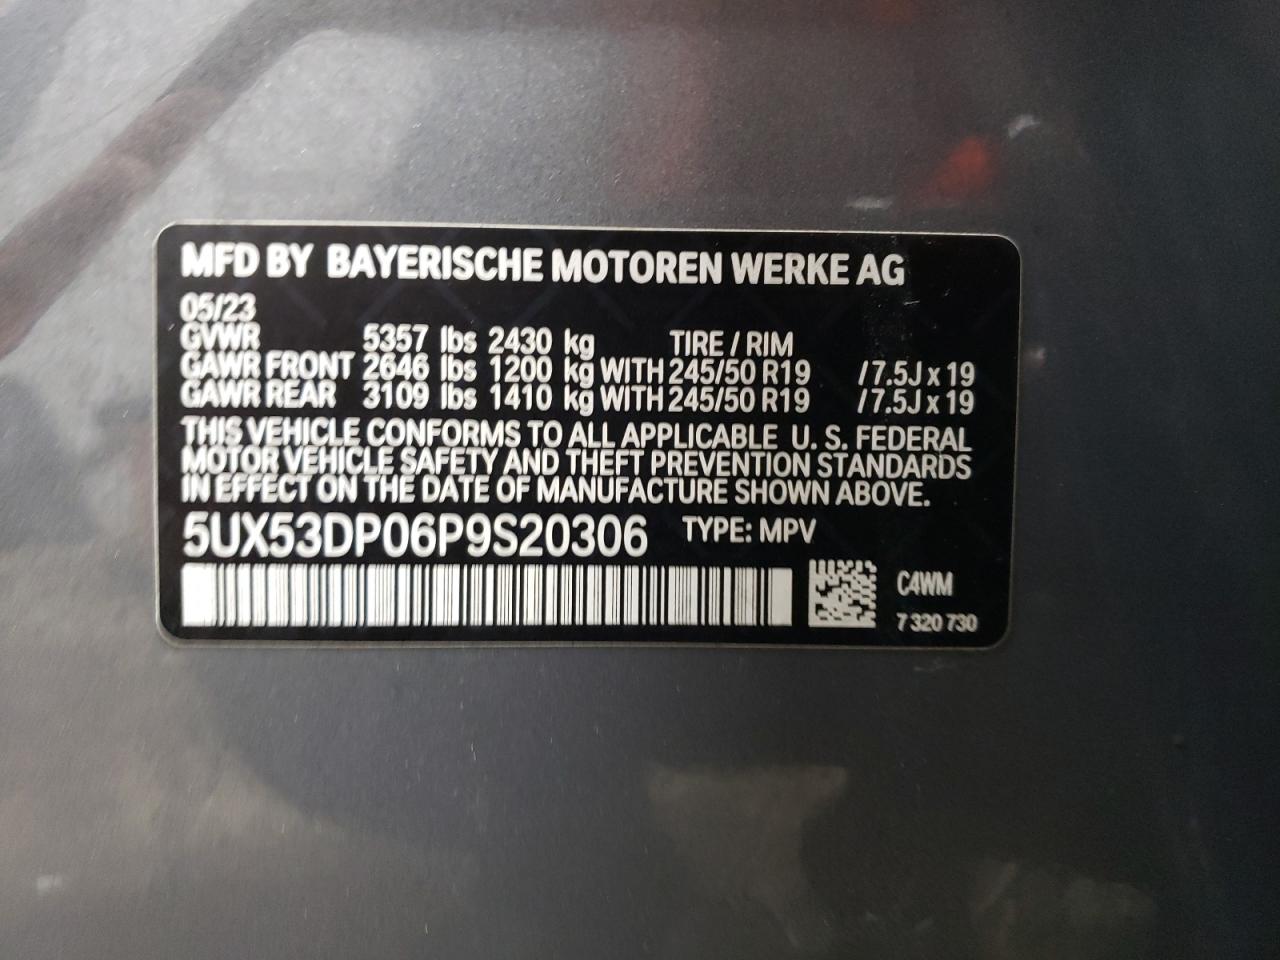 MFD BY BAYERISCHE MOTOREN WERKE AG
05/23
GVWR 5357 lbs 2430 kg TIRE / RIM
GAWR FRONT 2646 lbs 1200 kg WITH 245/50 R19 /7.5J x 19
GAWR REAR 3109 lbs 1410 kg WITH 245/50 R19 /7.5J x 19
THIS VEHICLE CONFORMS TO ALL APPLICABLE U. S. FEDERAL
MOTOR VEHICLE SAFETY AND THEFT PREVENTION STANDARDS
IN EFFECT ON THE DATE OF MANUFACTURE SHOWN ABOVE.
5UX53DP06P9S20306 TYPE: MPV
C4WM
7 320 730